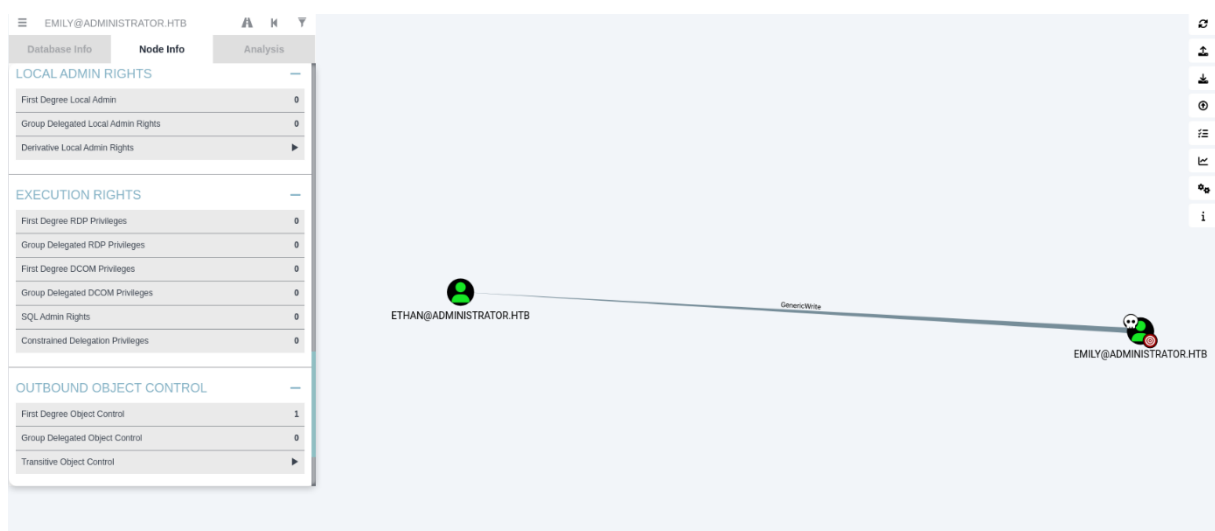 EMILY@ADMINISTRATOR.HTB
Database Info Node Info Analysis
LOCAL ADMIN RIGHTS
First Degree Local Admin 0
Group Delegated Local Admin Rights 0
Derivative Local Admin Rights
EXECUTION RIGHTS
First Degree RDP Privileges 0
Group Delegated RDP Privileges 0
First Degree DCOM Privileges 0
Group Delegated DCOM Privileges 0
SQL Admin Rights 0
Constrained Delegation Privileges 0
OUTBOUND OBJECT CONTROL
First Degree Object Control 1
Group Delegated Object Control 0
Transitive Object Control
GenericWrite
ETHAN@ADMINISTRATOR.HTB
EMILY@ADMINISTRATOR.HTB